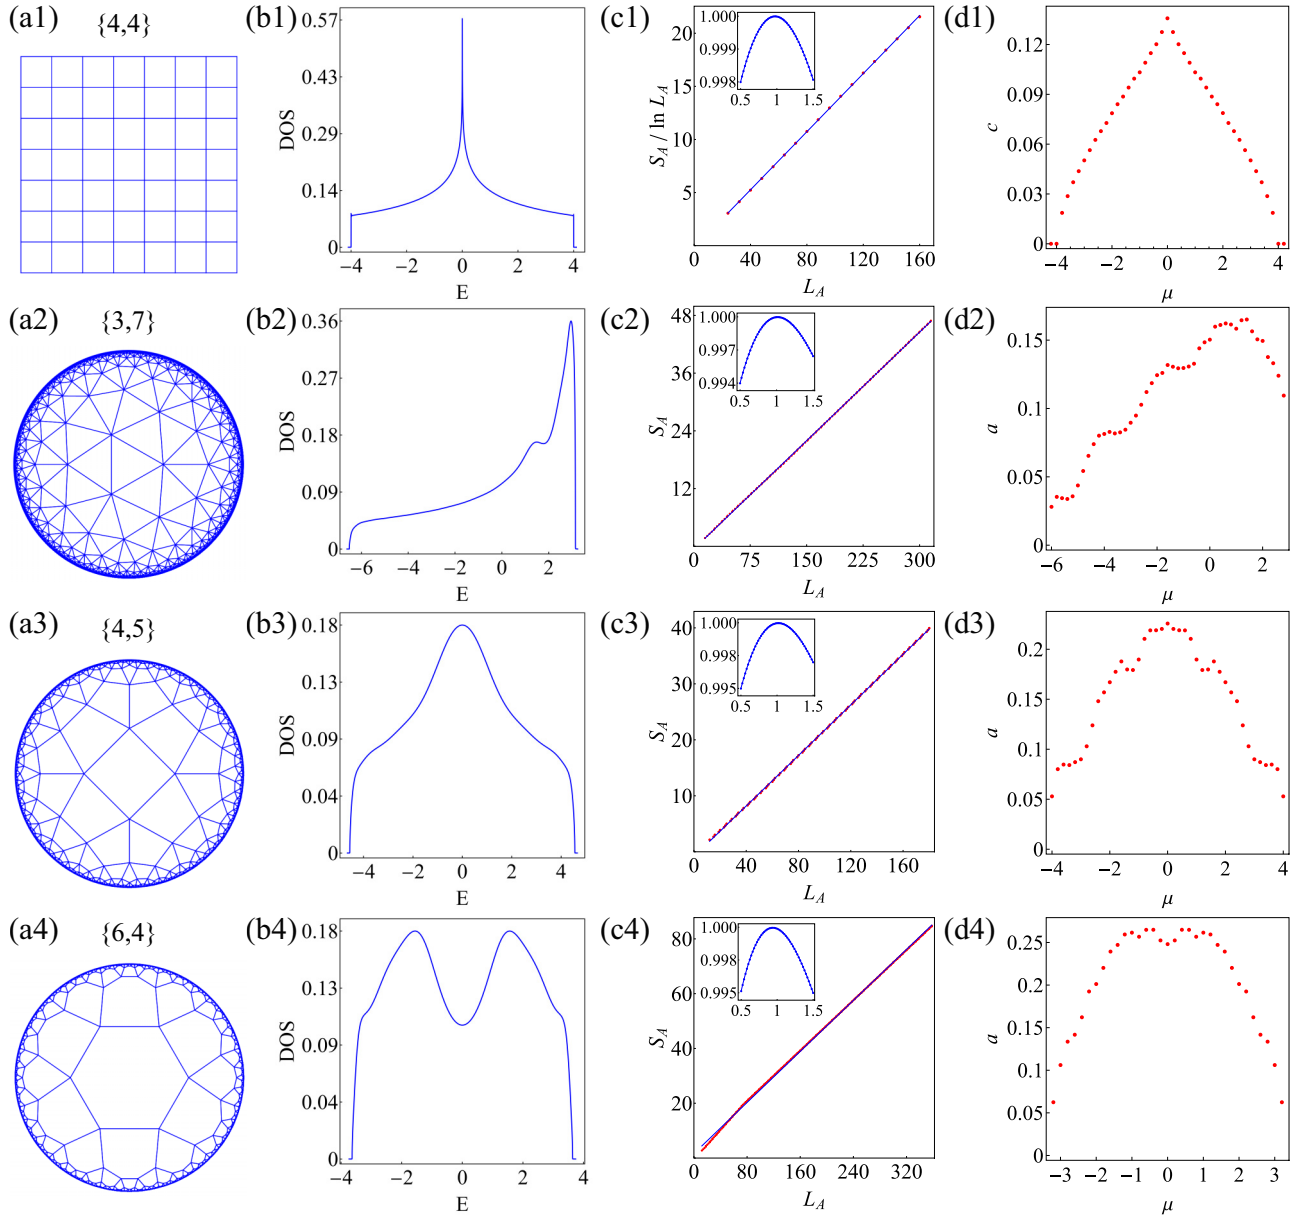 (a1) {4,4}
(b1)
0.57
0.43
0.29
0.14
0
DOS
−4 −2 0 2 4
E
(c1)
20
15
10
5
S_A / ln L_A
1.000
0.999
0.998
0.5 1 1.5
0 40 80 120 160
L_A
(d1)
0.12
0.09
0.06
0.03
0
c
−4 −2 0 2 4
μ
(a2) {3,7}
(b2)
0.36
0.27
0.18
0.09
0
DOS
−6 −4 −2 0 2
E
(c2)
48
36
24
12
S_A
1.000
0.997
0.994
0.5 1 1.5
0 75 150 225 300
L_A
(d2)
0.15
0.1
0.05
0
a
−6 −4 −2 0 2
μ
(a3) {4,5}
(b3)
0.18
0.13
0.09
0.04
0
DOS
−4 −2 0 2 4
E
(c3)
40
30
20
10
S_A
1.000
0.998
0.995
0.5 1 1.5
0 40 80 120 160
L_A
(d3)
0.2
0.15
0.1
0.05
0
a
−4 −2 0 2 4
μ
(a4) {6,4}
(b4)
0.18
0.13
0.09
0.04
0
DOS
−4 −2 0 2 4
E
(c4)
80
60
40
20
S_A
1.000
0.998
0.995
0.5 1 1.5
0 80 160 240 320
L_A
(d4)
0.25
0.2
0.15
0.1
0.05
0
a
−3 −2 −1 0 1 2 3
μ